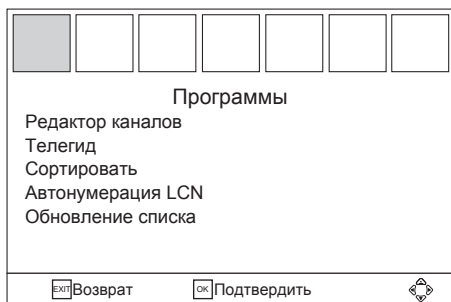 Программы
Редактор каналов
Телегид
Сортировать
Автонумерация LCN
Обновление списка
EXIT Возврат OK Подтвердить